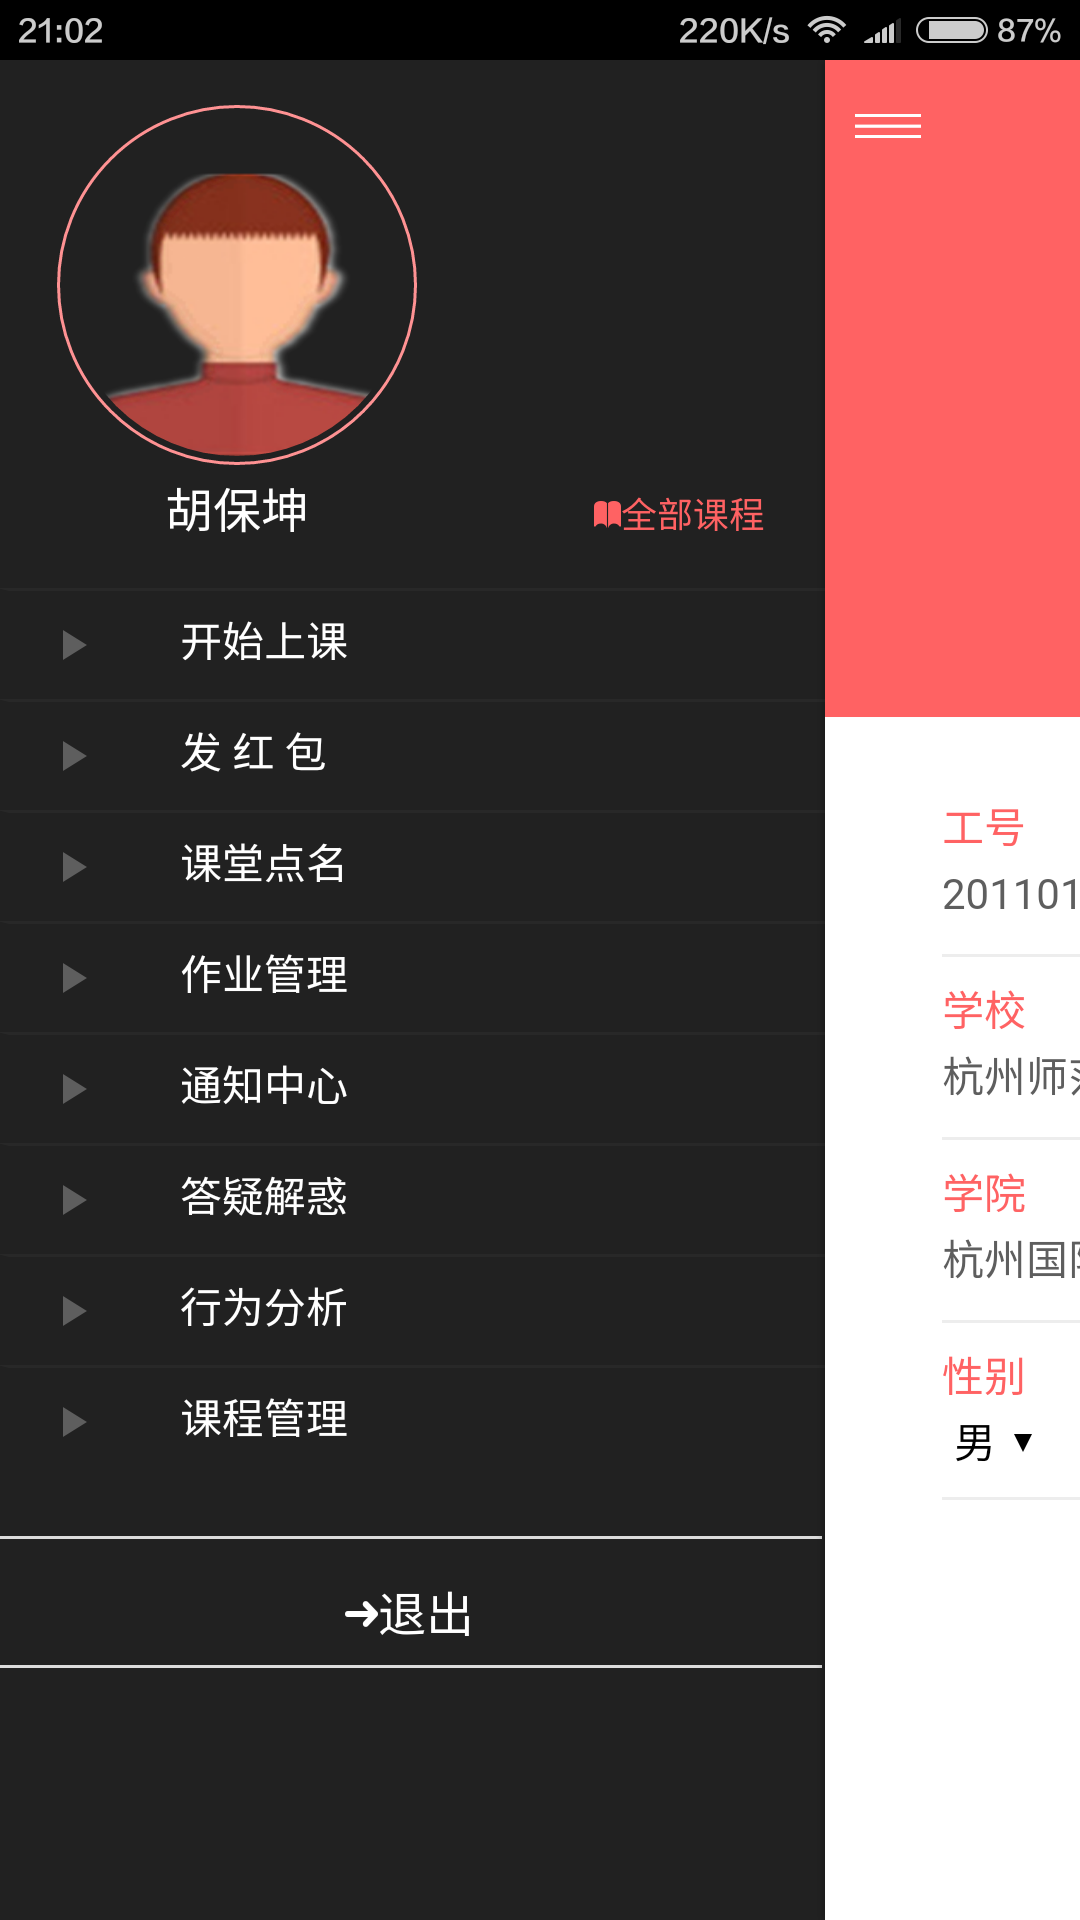 21:02 220K/s 87%
胡保坤
全部课程
开始上课
发 红 包
课堂点名
作业管理
通知中心
答疑解惑
行为分析
课程管理
退出
工号
201101
学校
杭州师
学院
杭州国
性别
男